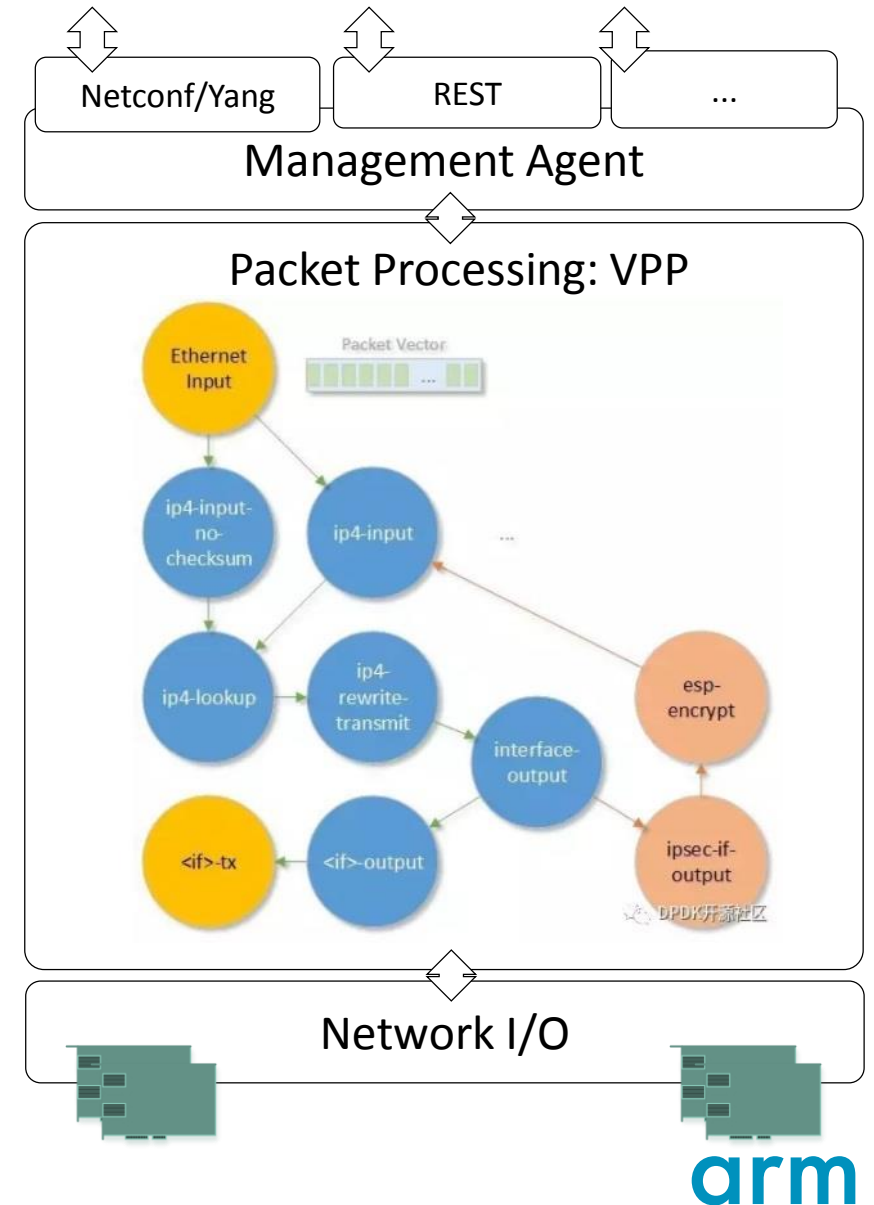 Netconf/Yang
REST
...
Management Agent
Packet Processing: VPP
Ethernet
Input
Packet Vector
...
ip4-input-
no-
checksum
ip4-input
...
ip4-lookup
ip4-
rewrite-
transmit
interface-
output
esp-
encrypt
<if>-tx
<if>-output
ipsec-if-
output
DPDK开源社区
Network I/O
arm